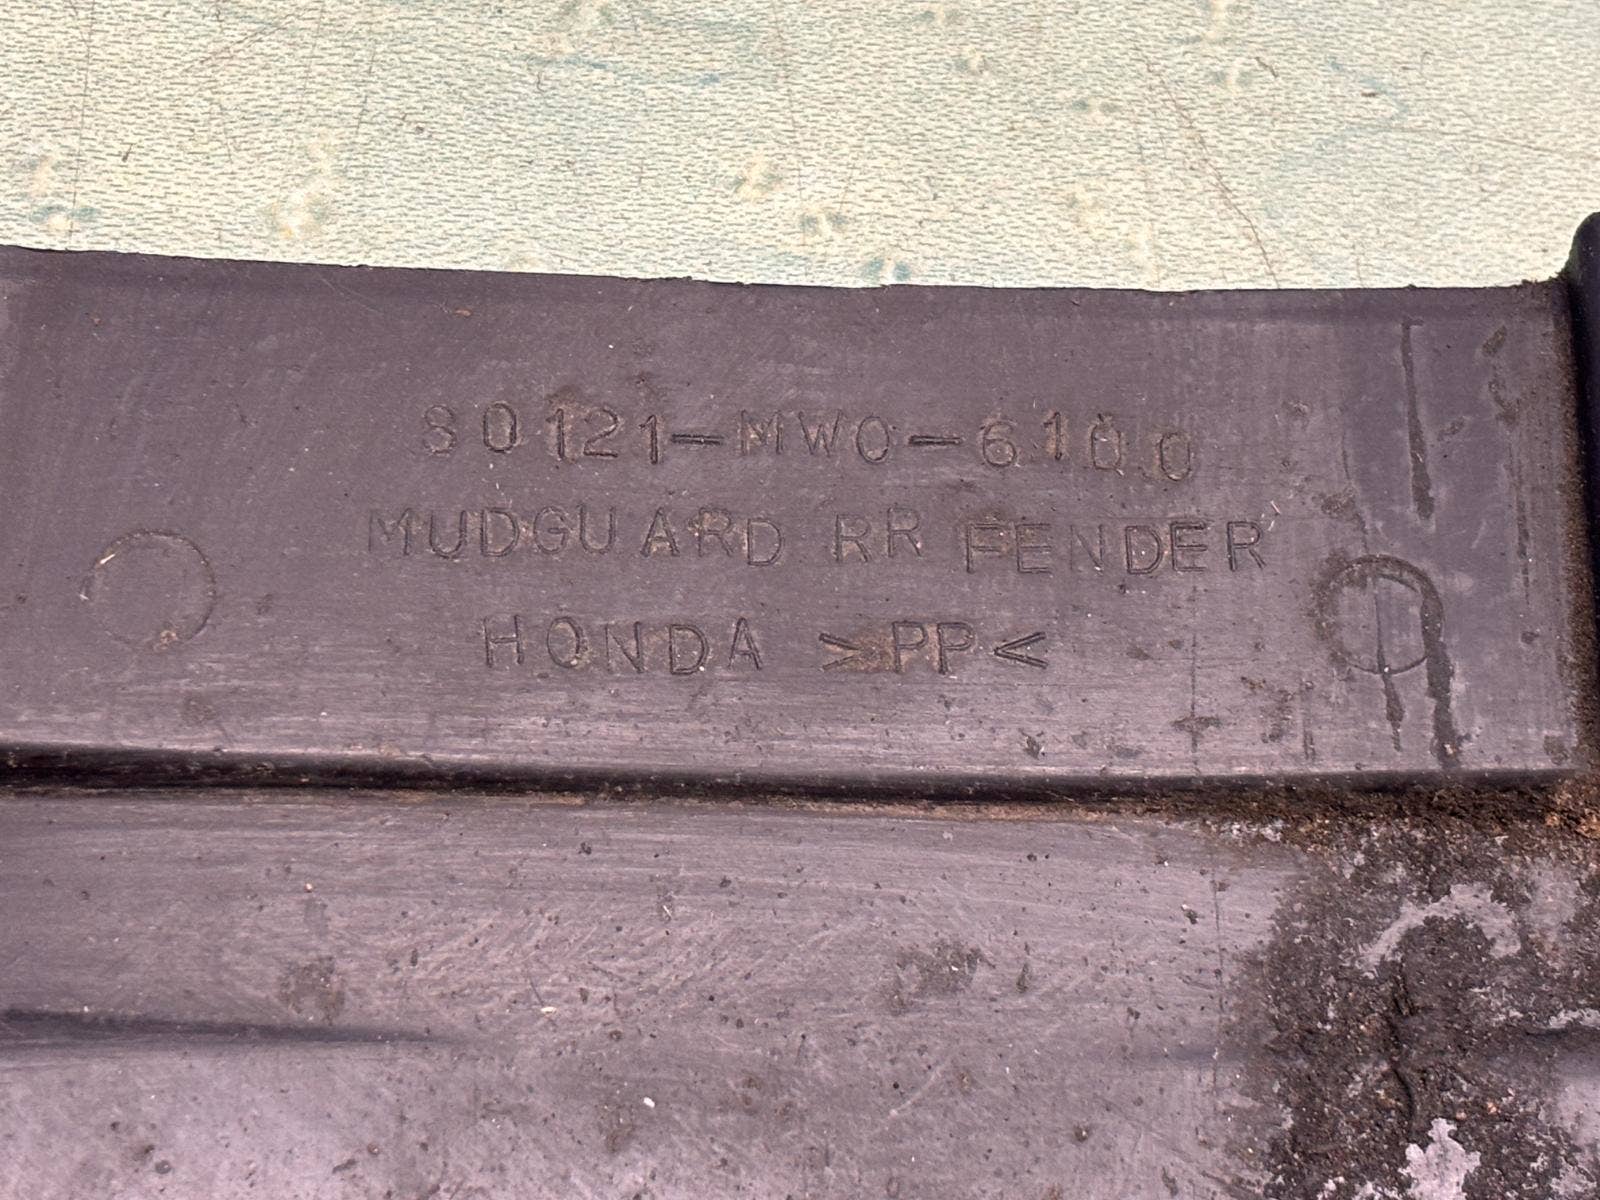 80121-MW0-6100
MUDGUARD RR FENDER
HONDA >PP<